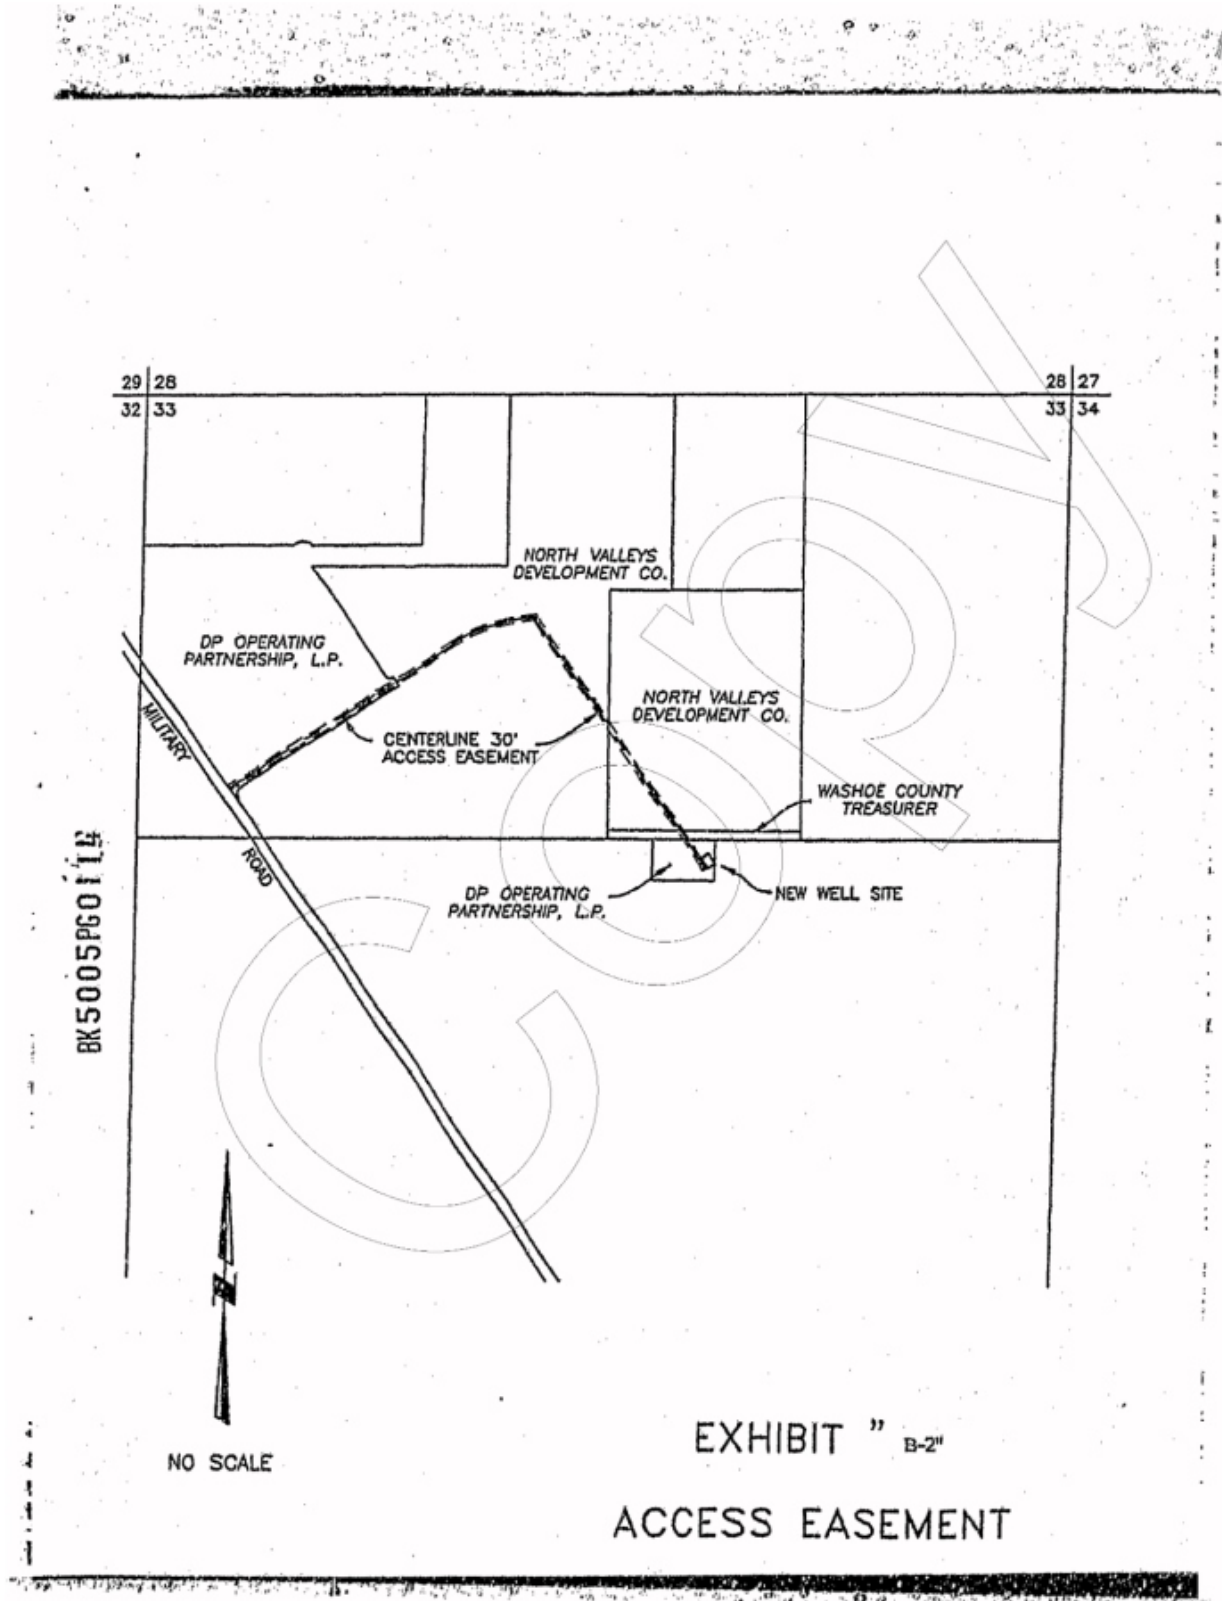 29 28
32 33
28 27
33 34
NORTH VALLEYS
DEVELOPMENT CO.
DP OPERATING
PARTNERSHIP, L.P.
NORTH VALLEYS
DEVELOPMENT CO.
MILITARY
CENTERLINE 30'
ACCESS EASEMENT
WASHOE COUNTY
TREASURER
ROAD
DP OPERATING
PARTNERSHIP, L.P.
NEW WELL SITE
Copy
NO SCALE
EXHIBIT " B-2"
ACCESS EASEMENT